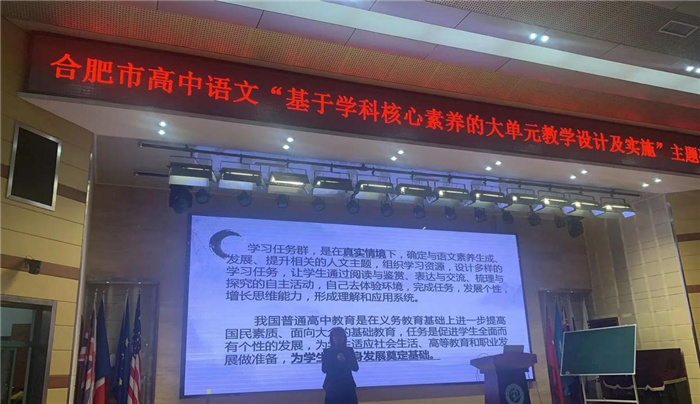 合肥市高中语文“基于学科核心素养的大单元教学设计及实施”主题
学习任务群，是在真实情境下，确定与语文素养生成、
发展、提升相关的人文主题，组织学习资源，设计多样的
学习任务，让学生通过阅读与鉴赏、表达与交流、梳理与
探究的自主活动，自己去体验环境，完成任务，发展个性，
增长思维能力，形成理解和应用系统。
我国普通高中教育是在义务教育基础上进一步提高
国民素质、面向大 的基础教育，任务是促进学生全面而
有个性的发展，为 适应社会生活、高等教育和职业发
展做准备，为学生 身发展奠定基础。